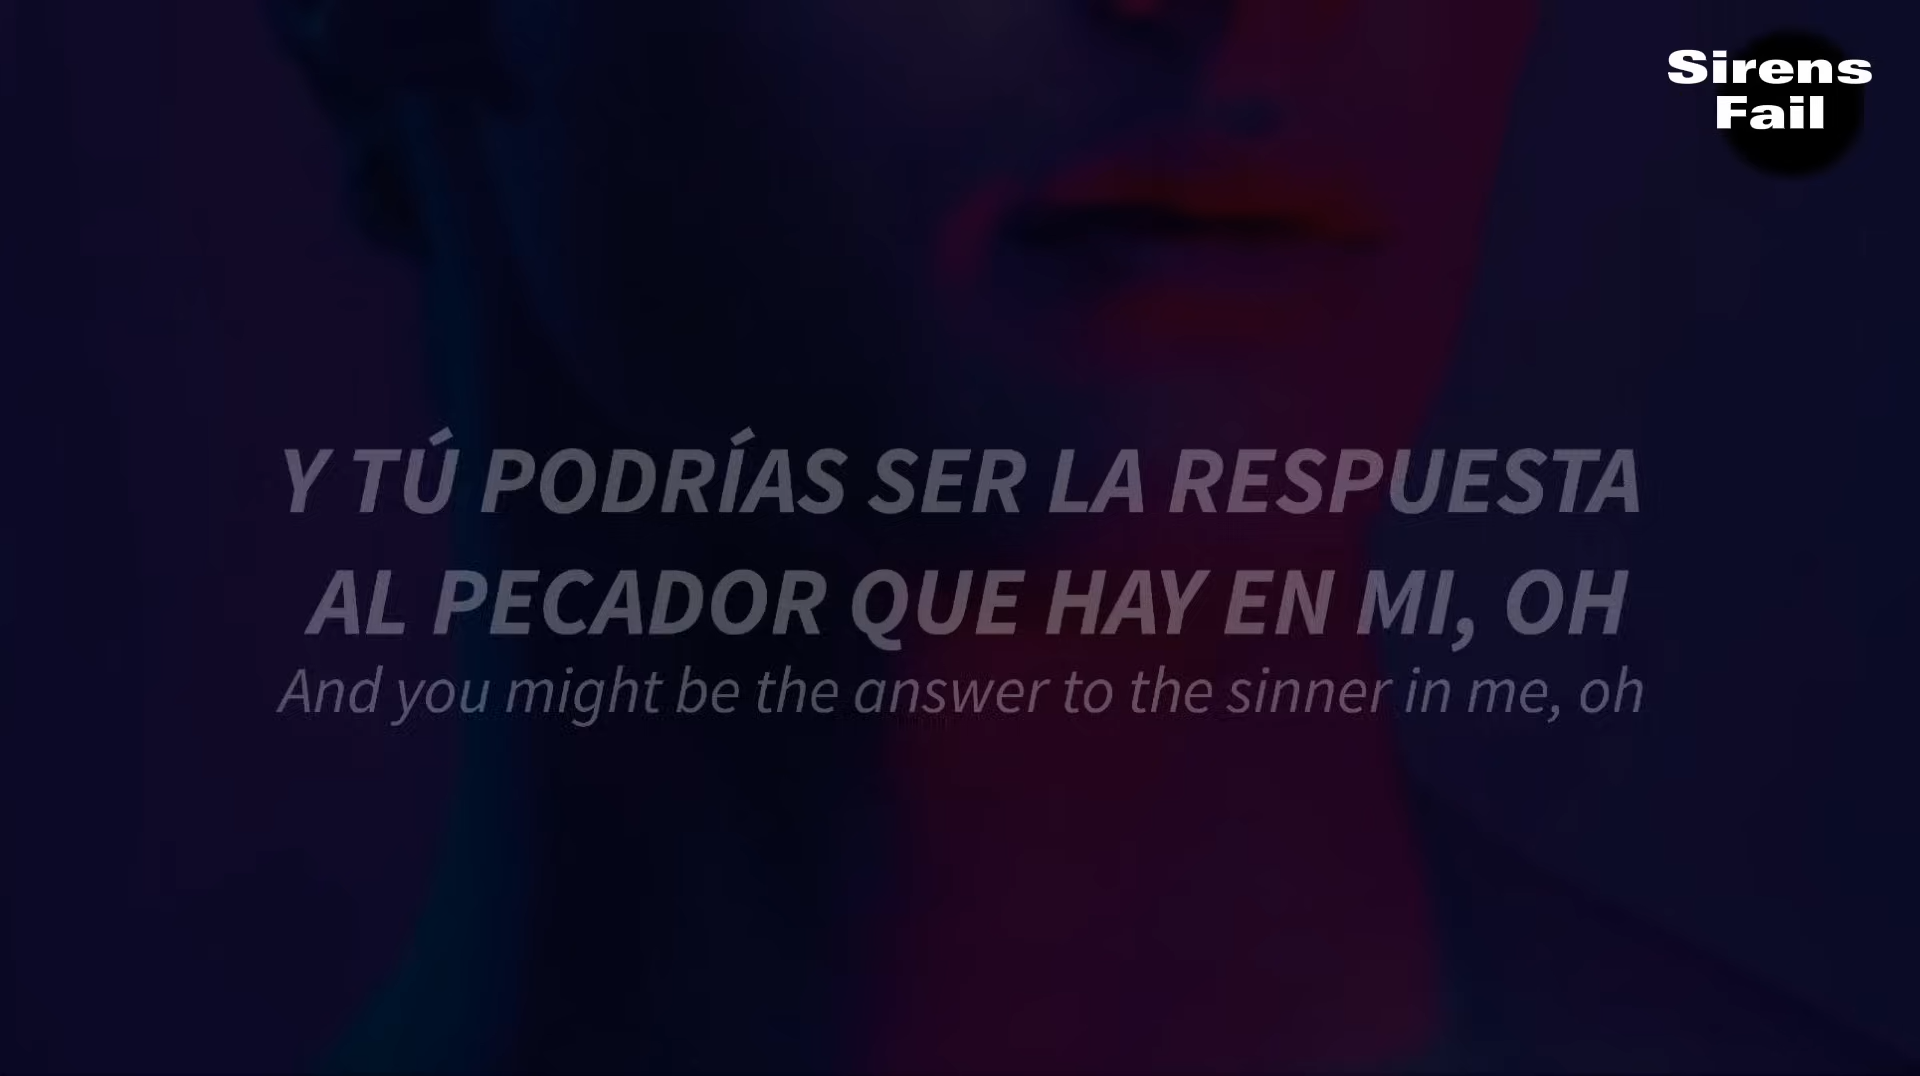 Sirens
Fail
Y TÚ PODRÍAS SER LA RESPUESTA
AL PECADOR QUE HAY EN MI, OH
And you might be the answer to the sinner in me, oh